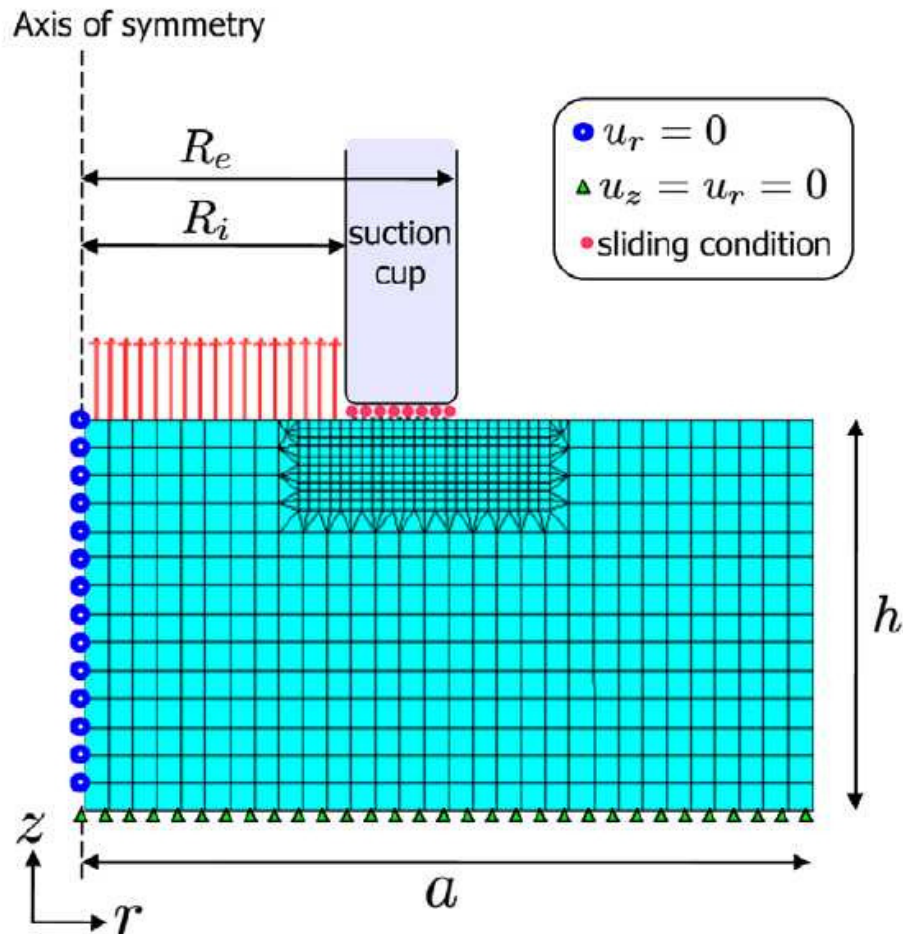 Axis of symmetry
R_e
R_i
suction
cup
u_r = 0
u_z = u_r = 0
sliding condition
h
z
r
a